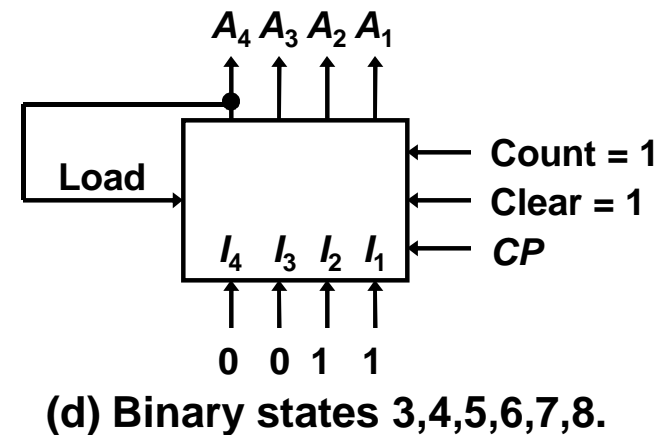 A4 A3 A2 A1
Count = 1
Load
Clear = 1
I4 I3 I2 I1
CP
0 0 1 1
(d) Binary states 3,4,5,6,7,8.